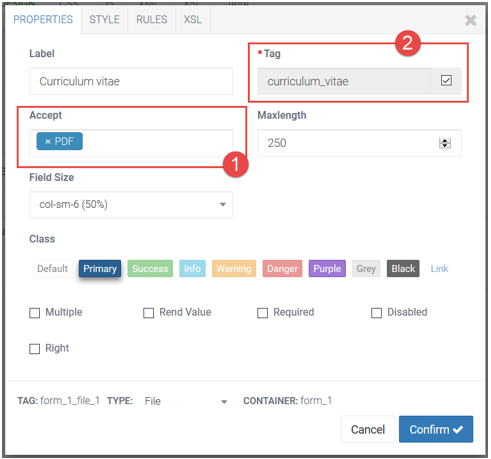 PROPERTIES STYLE RULES XSL
×
2
Label
* Tag
Curriculum vitae
curriculum_vitae
Accept
Maxlength
× PDF
250
1
Field Size
col-sm-6 (50%)
Class
Default Primary Success Info Warning Danger Purple Grey Black Link
Multiple Rend Value Required Disabled
Right
TAG: form_1_file_1 TYPE: File CONTAINER: form_1
Cancel Confirm ✔